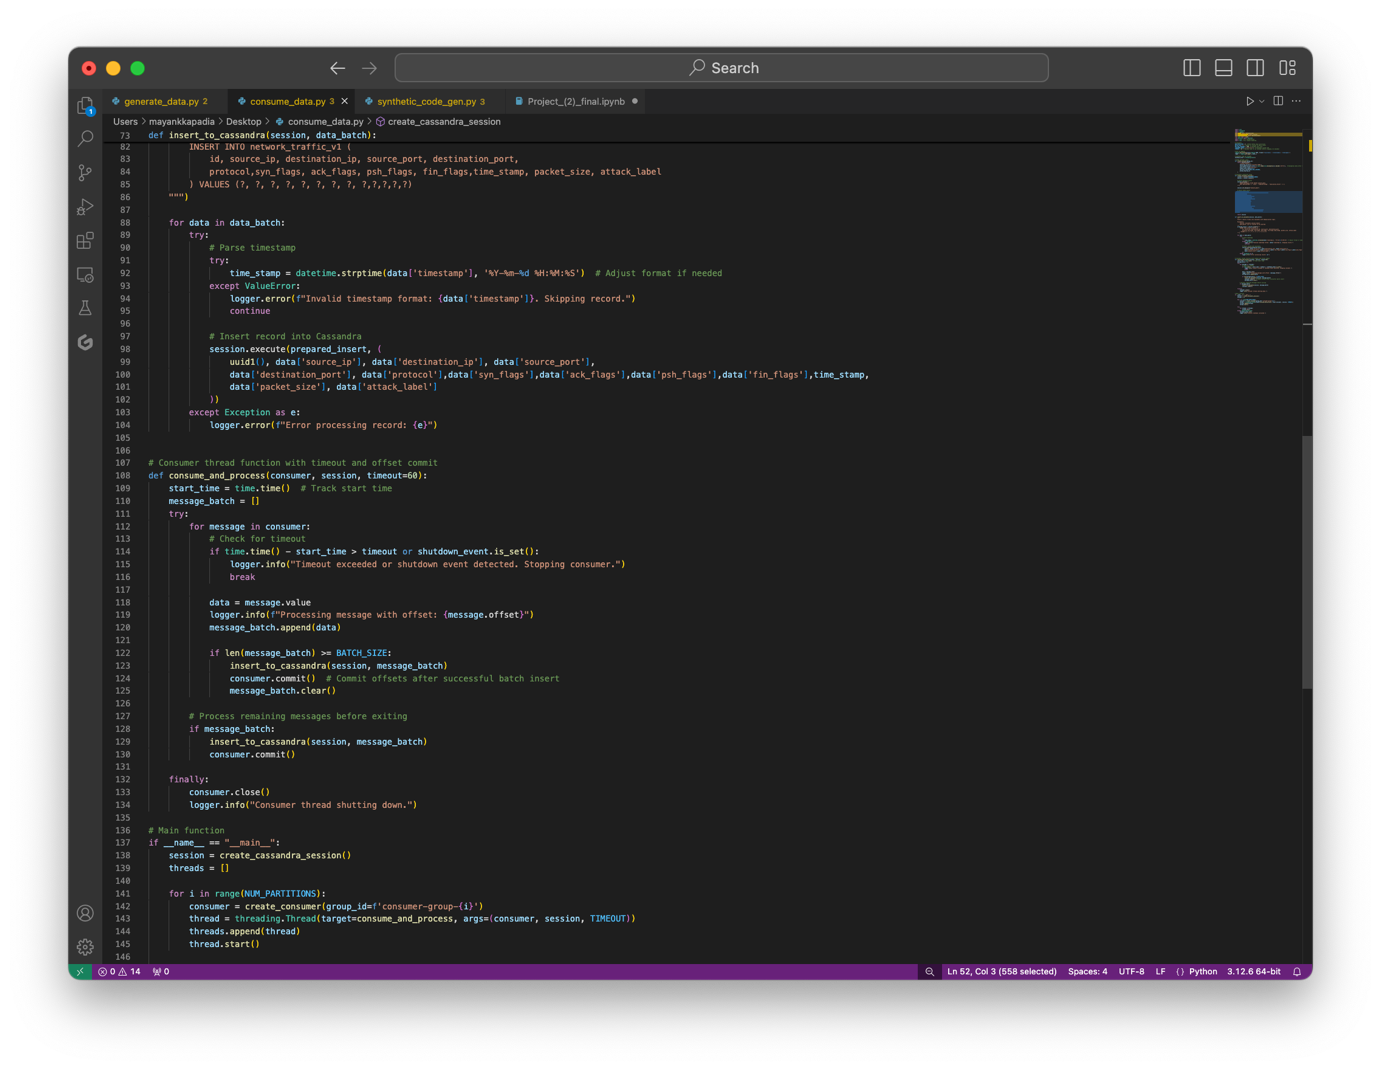 Search
generate_data.py 2
consume_data.py 3
synthetic_code_gen.py 3
Project_(2)_final.ipynb
1
Users > mayankkapadia > Desktop > consume_data.py > create_cassandra_session
73 def insert_to_cassandra(session, data_batch):
82 INSERT INTO network_traffic_v1 (
83 id, source_ip, destination_ip, source_port, destination_port,
84 protocol,syn_flags, ack_flags, psh_flags, fin_flags,time_stamp, packet_size, attack_label
85 ) VALUES (?, ?, ?, ?, ?, ?, ?, ?, ?,?,?,?,?)
86 """)
87
88 for data in data_batch:
89 try:
90 # Parse timestamp
91 try:
92 time_stamp = datetime.strptime(data['timestamp'], '%Y-%m-%d %H:%M:%S')  # Adjust format if needed
93 except ValueError:
94 logger.error(f"Invalid timestamp format: {data['timestamp']}. Skipping record.")
95 continue
96
97 # Insert record into Cassandra
98 session.execute(prepared_insert, (
99 uuid1(), data['source_ip'], data['destination_ip'], data['source_port'],
100 data['destination_port'], data['protocol'],data['syn_flags'],data['ack_flags'],data['psh_flags'],data['fin_flags'],time_stamp,
101 data['packet_size'], data['attack_label']
102 ))
103 except Exception as e:
104 logger.error(f"Error processing record: {e}")
105
106
107 # Consumer thread function with timeout and offset commit
108 def consume_and_process(consumer, session, timeout=60):
109 start_time = time.time()  # Track start time
110 message_batch = []
111 try:
112 for message in consumer:
113 # Check for timeout
114 if time.time() - start_time > timeout or shutdown_event.is_set():
115 logger.info("Timeout exceeded or shutdown event detected. Stopping consumer.")
116 break
117
118 data = message.value
119 logger.info(f"Processing message with offset: {message.offset}")
120 message_batch.append(data)
121
122 if len(message_batch) >= BATCH_SIZE:
123 insert_to_cassandra(session, message_batch)
124 consumer.commit()  # Commit offsets after successful batch insert
125 message_batch.clear()
126
127 # Process remaining messages before exiting
128 if message_batch:
129 insert_to_cassandra(session, message_batch)
130 consumer.commit()
131
132 finally:
133 consumer.close()
134 logger.info("Consumer thread shutting down.")
135
136 # Main function
137 if __name__ == "__main__":
138 session = create_cassandra_session()
139 threads = []
140
141 for i in range(NUM_PARTITIONS):
142 consumer = create_consumer(group_id=f'consumer-group-{i}')
143 thread = threading.Thread(target=consume_and_process, args=(consumer, session, TIMEOUT))
144 threads.append(thread)
145 thread.start()
146
0 14 0 Ln 52, Col 3 (558 selected) Spaces: 4 UTF-8 LF {} Python 3.12.6 64-bit